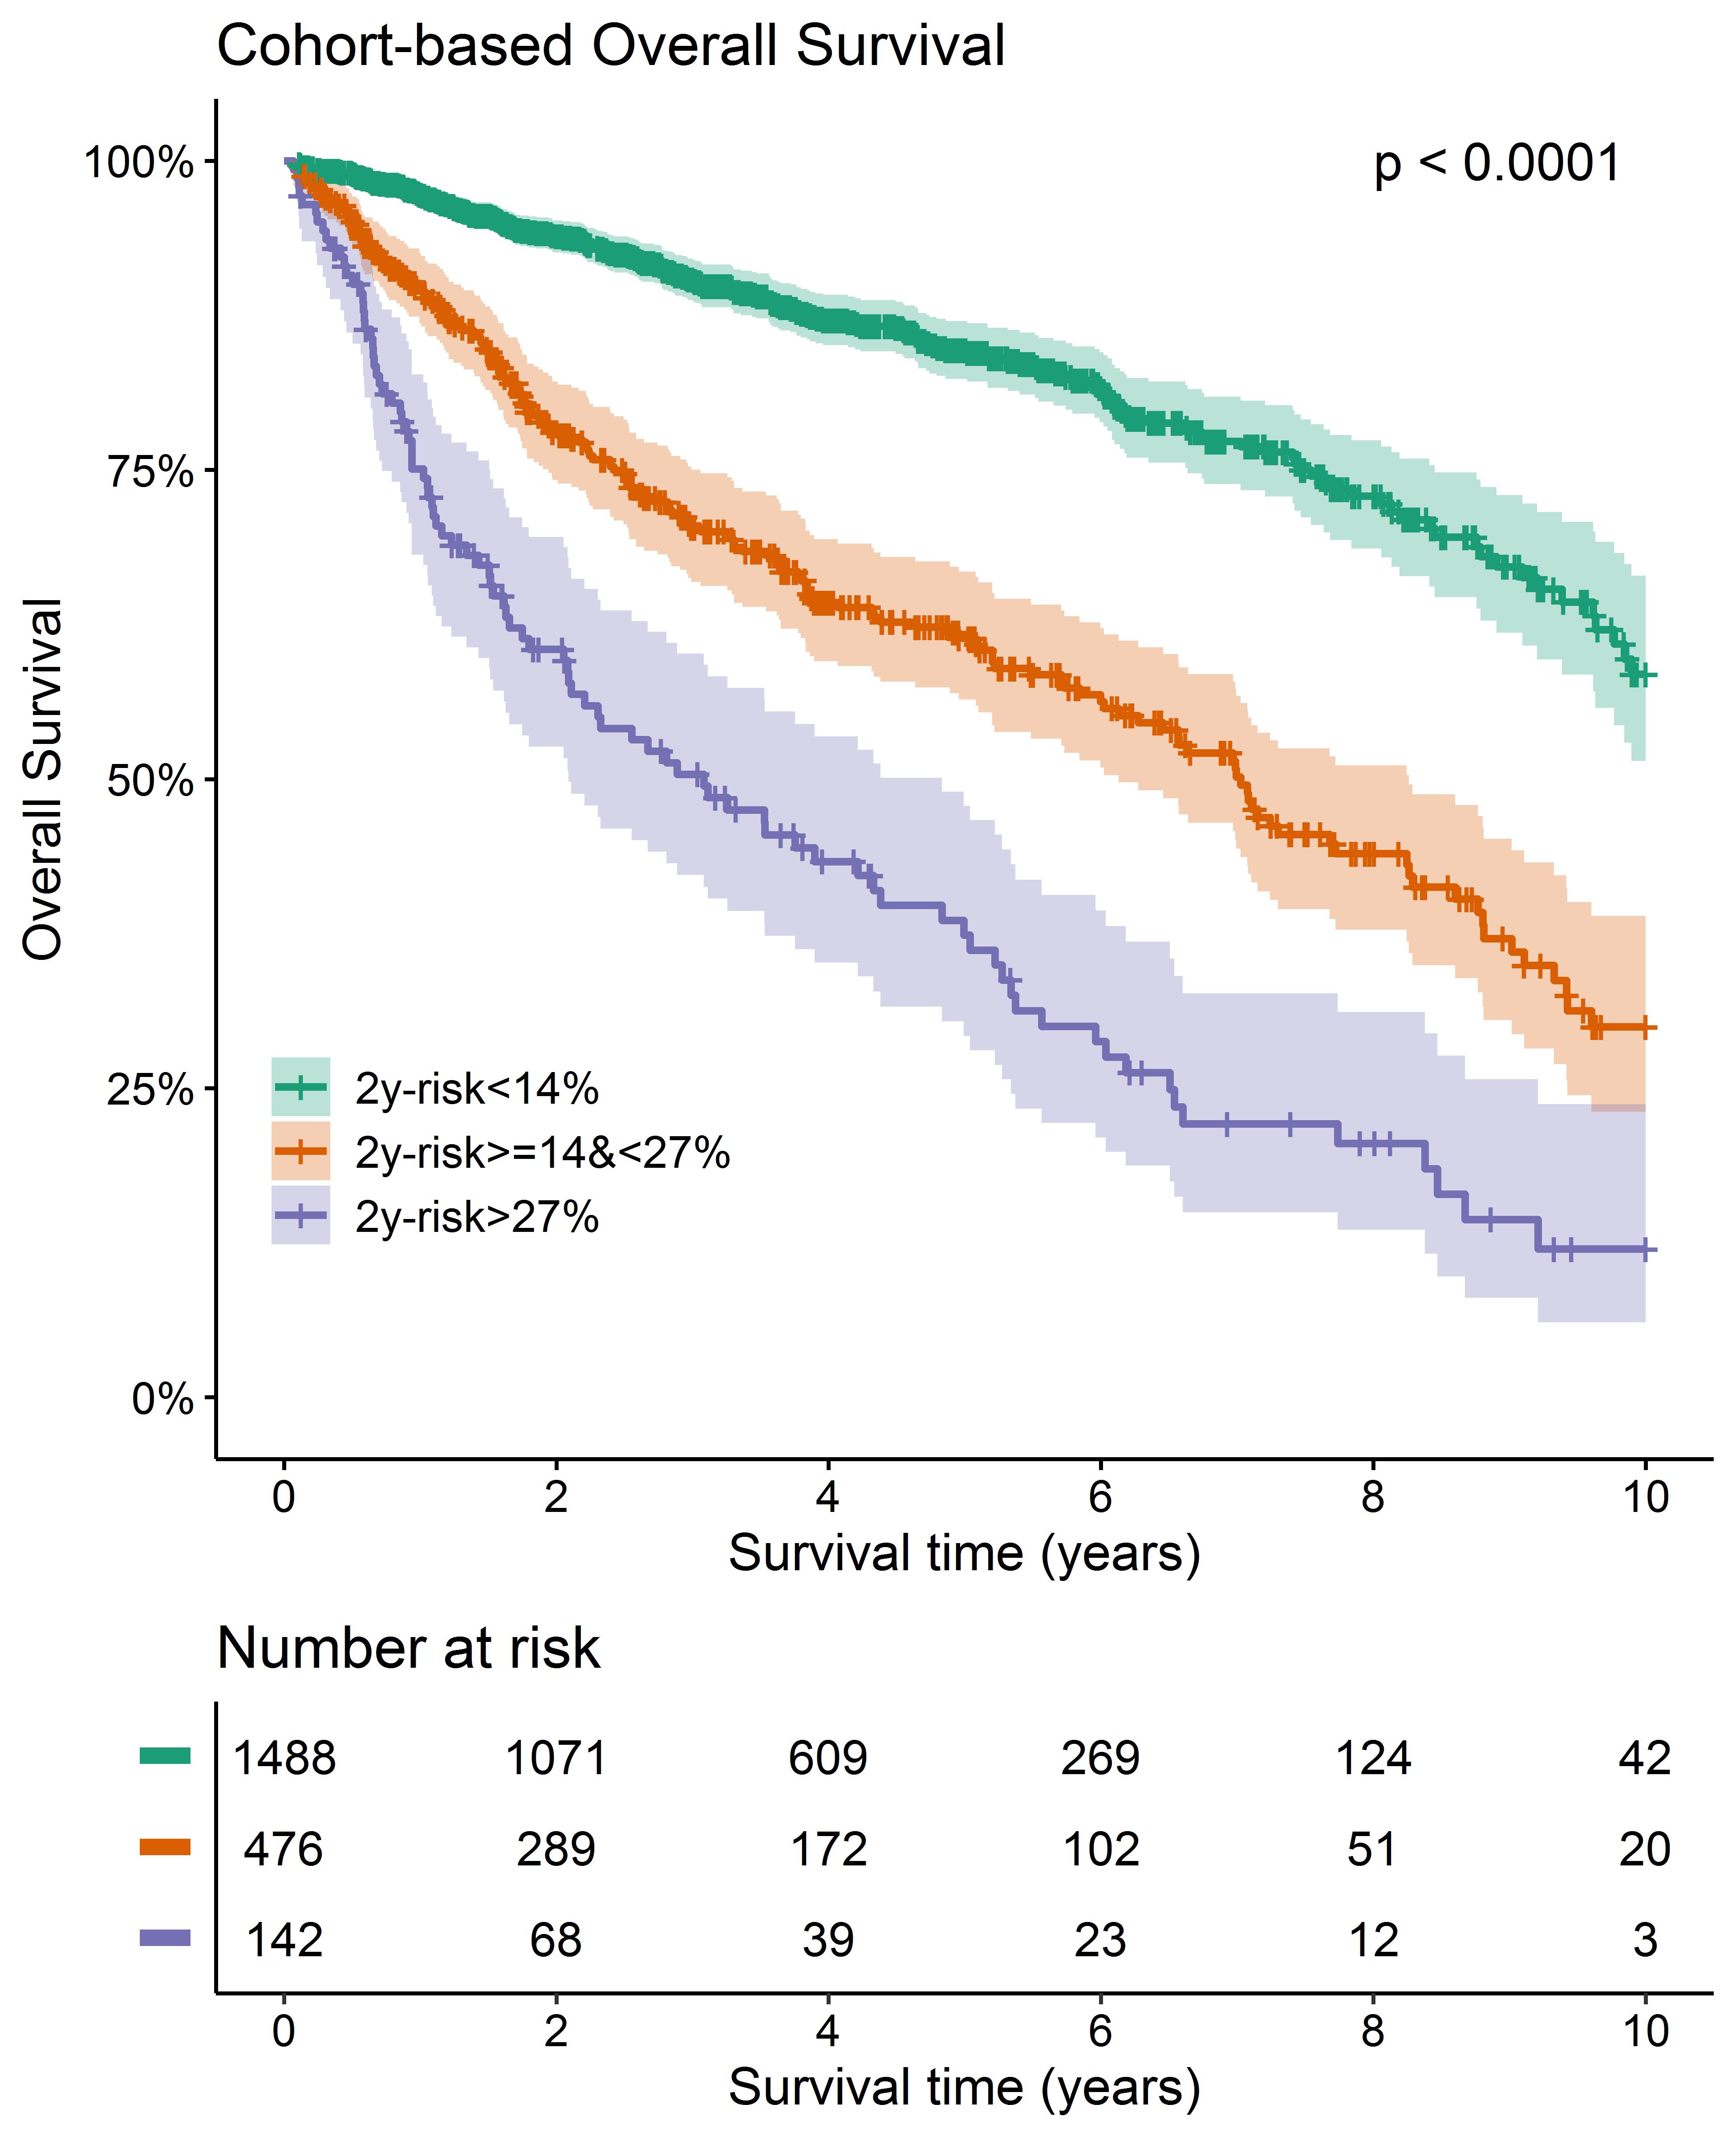 Cohort-based Overall Survival
p < 0.0001
100%
75%
50%
25%
0%
Overall Survival
2y-risk<14%
2y-risk>=14&<27%
2y-risk>27%
0 2 4 6 8 10
Survival time (years)
Number at risk
1488 1071 609 269 124 42
476 289 172 102 51 20
142 68 39 23 12 3
0 2 4 6 8 10
Survival time (years)